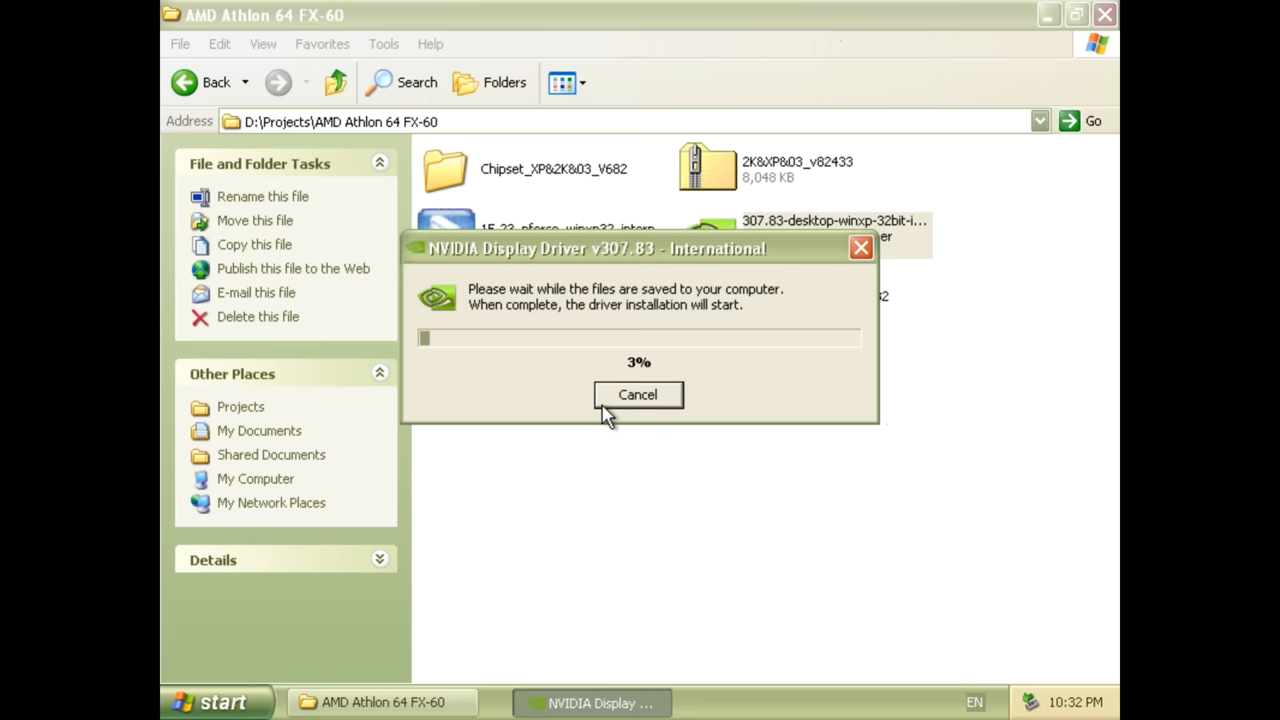 AMD Athlon 64 FX-60
File Edit View Favorites Tools Help
Back Search Folders
Address D:\Projects\AMD Athlon 64 FX-60 Go
File and Folder Tasks
Rename this file
Move this file
Copy this file
Publish this file to the Web
E-mail this file
Delete this file
Other Places
Projects
My Documents
Shared Documents
My Computer
My Network Places
Details
Chipset_XP&2K&03_V682
2K&XP&03_v82433
8,048 KB
307.83-desktop-winxp-32bit-i...
NVIDIA Display Driver v307.83 - International
Please wait while the files are saved to your computer.
When complete, the driver installation will start.
3%
Cancel
start AMD Athlon 64 FX-60 NVIDIA Display ... EN 10:32 PM